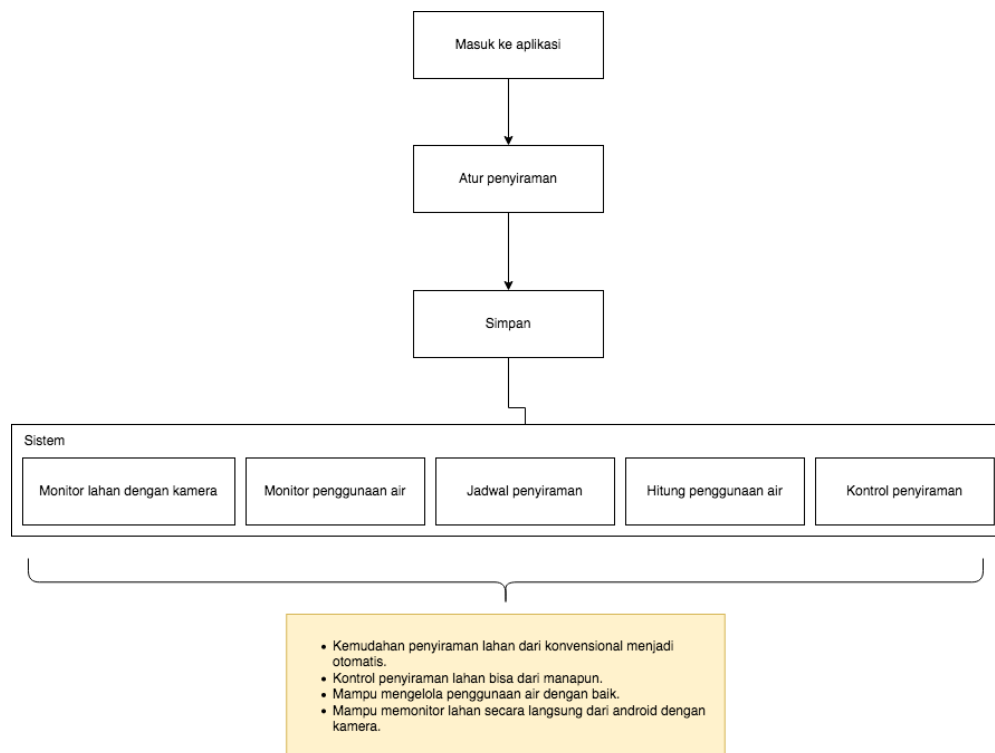 Masuk ke aplikasi
Atur penyiraman
Simpan
Sistem
Monitor lahan dengan kamera
Monitor penggunaan air
Jadwal penyiraman
Hitung penggunaan air
Kontrol penyiraman
• Kemudahan penyiraman lahan dari konvensional menjadi
otomatis.
• Kontrol penyiraman lahan bisa dari manapun.
• Mampu mengelola penggunaan air dengan baik.
• Mampu memonitor lahan secara langsung dari android dengan
kamera.